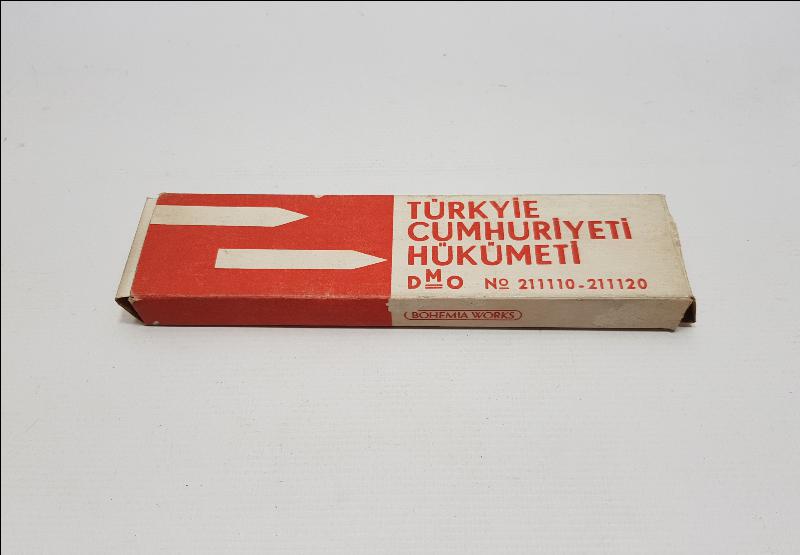 TÜRKYİE
CUMHURİYETİ
HÜKÜMETİ
DMO No 211110-211120
BOHEMIA WORKS